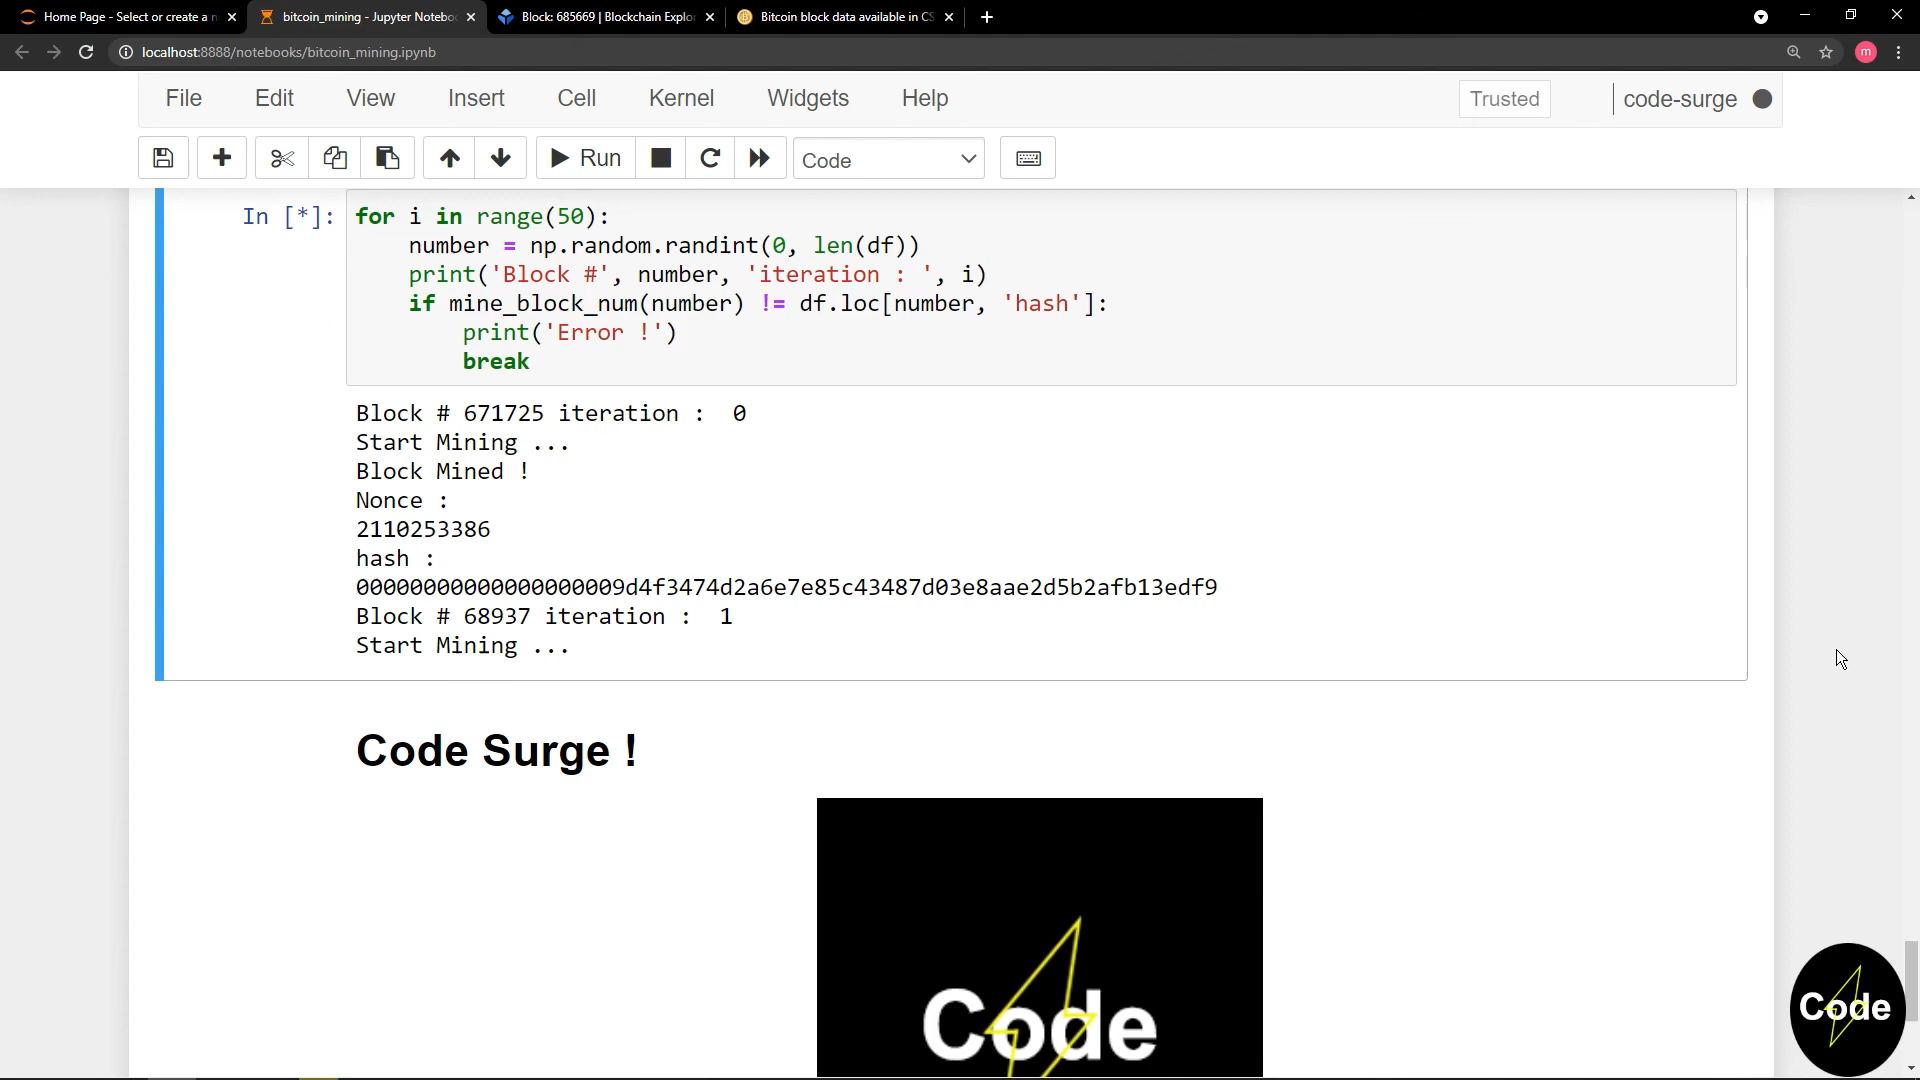 Home Page - Select or create a n
bitcoin_mining - Jupyter Notebo
Block: 685669 | Blockchain Explor
Bitcoin block data available in CS
localhost:8888/notebooks/bitcoin_mining.ipynb
m
File Edit View Insert Cell Kernel Widgets Help
Trusted
code-surge
Run
Code
In [*]:
for i in range(50):
    number = np.random.randint(0, len(df))
    print('Block #', number, 'iteration : ', i)
    if mine_block_num(number) != df.loc[number, 'hash']:
        print('Error !')
        break
Block # 671725 iteration :  0
Start Mining ...
Block Mined !
Nonce :
2110253386
hash :
00000000000000000009d4f3474d2a6e7e85c43487d03e8aae2d5b2afb13edf9
Block # 68937 iteration :  1
Start Mining ...
Code Surge !
Code
Code